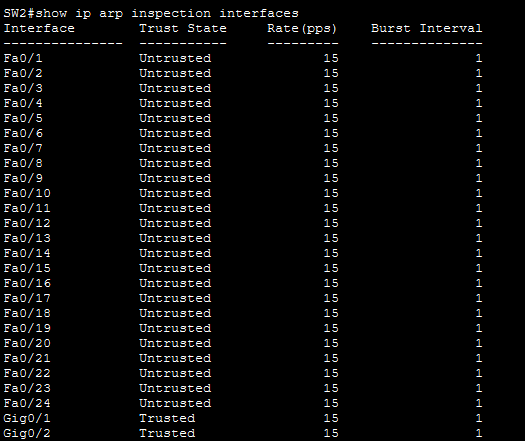 SW2#show ip arp inspection interfaces
Interface Trust State Rate(pps) Burst Interval
--------------- ----------- --------- --------------
Fa0/1 Untrusted 15 1
Fa0/2 Untrusted 15 1
Fa0/3 Untrusted 15 1
Fa0/4 Untrusted 15 1
Fa0/5 Untrusted 15 1
Fa0/6 Untrusted 15 1
Fa0/7 Untrusted 15 1
Fa0/8 Untrusted 15 1
Fa0/9 Untrusted 15 1
Fa0/10 Untrusted 15 1
Fa0/11 Untrusted 15 1
Fa0/12 Untrusted 15 1
Fa0/13 Untrusted 15 1
Fa0/14 Untrusted 15 1
Fa0/15 Untrusted 15 1
Fa0/16 Untrusted 15 1
Fa0/17 Untrusted 15 1
Fa0/18 Untrusted 15 1
Fa0/19 Untrusted 15 1
Fa0/20 Untrusted 15 1
Fa0/21 Untrusted 15 1
Fa0/22 Untrusted 15 1
Fa0/23 Untrusted 15 1
Fa0/24 Untrusted 15 1
Gig0/1 Trusted 15 1
Gig0/2 Trusted 15 1